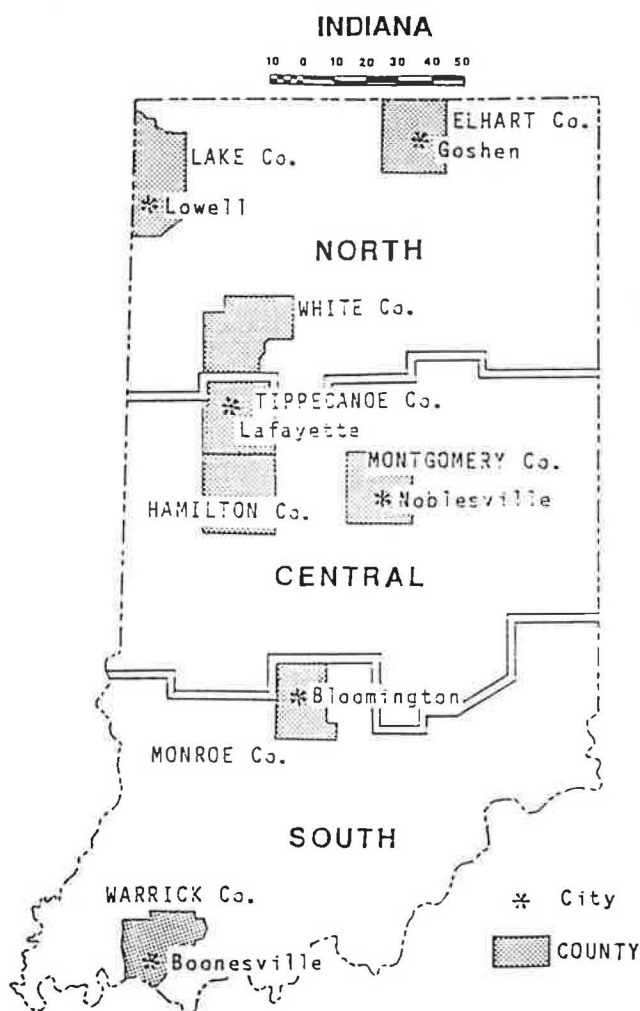 INDIANA
10 0 10 20 30 40 50
ELHART Co.
Goshen
LAKE Co.
Lowell
NORTH
WHITE Co.
TIPPECANOE Co.
Lafayette
MONTGOMERY Co.
Noblesville
HAMILTON Co.
CENTRAL
Bloomington
MONROE Co.
SOUTH
WARRICK Co.
Boonesville
City
COUNTY